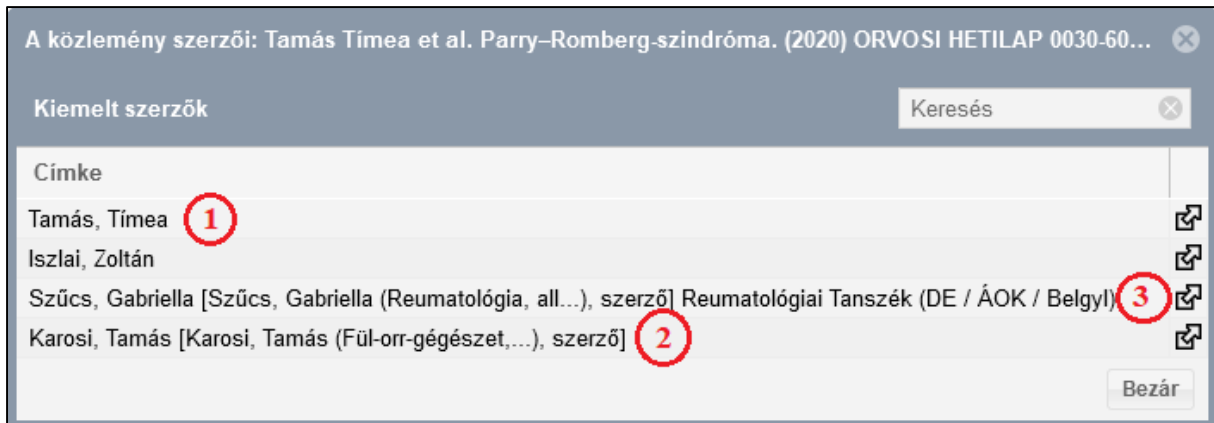 A közlemény szerzői: Tamás Tímea et al. Parry–Romberg-szindróma. (2020) ORVOSI HETILAP 0030-60...
Kiemelt szerzők
Keresés
Címke
Tamás, Tímea 1
Iszlai, Zoltán
Szűcs, Gabriella [Szűcs, Gabriella (Reumatológia, all...), szerző] Reumatológiai Tanszék (DE / ÁOK / Belgyl) 3
Karosi, Tamás [Karosi, Tamás (Fül-orr-gégészet,...), szerző] 2
Bezár